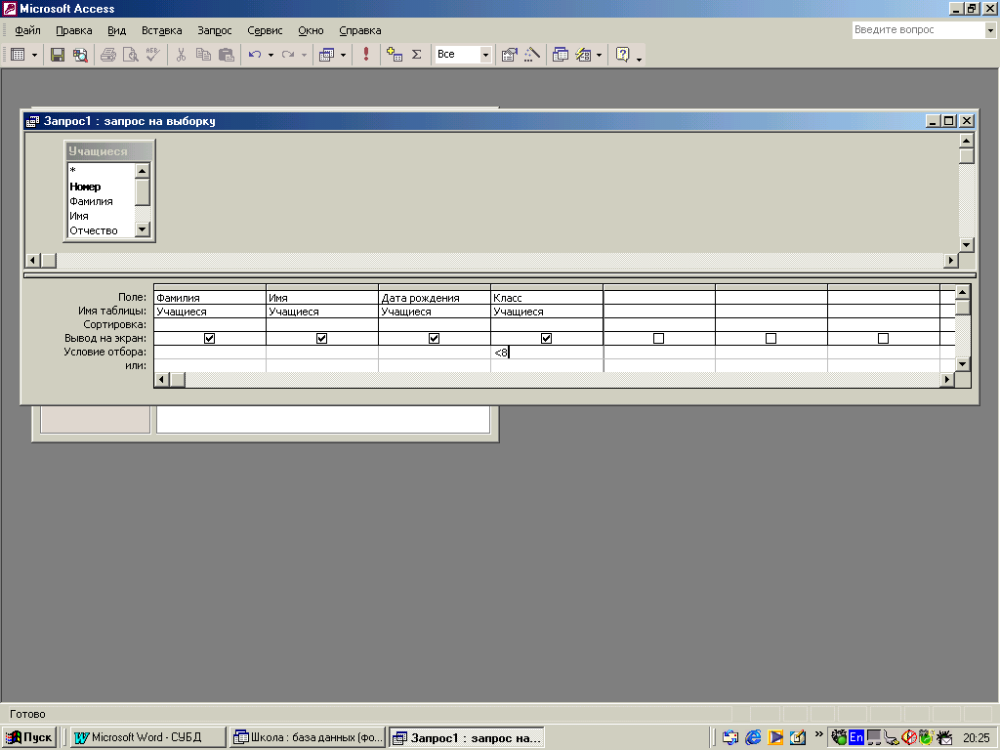 Microsoft Access
Файл Правка Вид Вставка Запрос Сервис Окно Справка
Введите вопрос
Все
Запрос1 : запрос на выборку
Учащиеся
*
Номер
Фамилия
Имя
Отчество
Поле: Фамилия Имя Дата рождения Класс
Имя таблицы: Учащиеся Учащиеся Учащиеся Учащиеся
Сортировка:
Вывод на экран:
Условие отбора: <8
или:
Готово
Пуск Microsoft Word - СУБД Школа : база данных (фо... Запрос1 : запрос на... » En 20:25